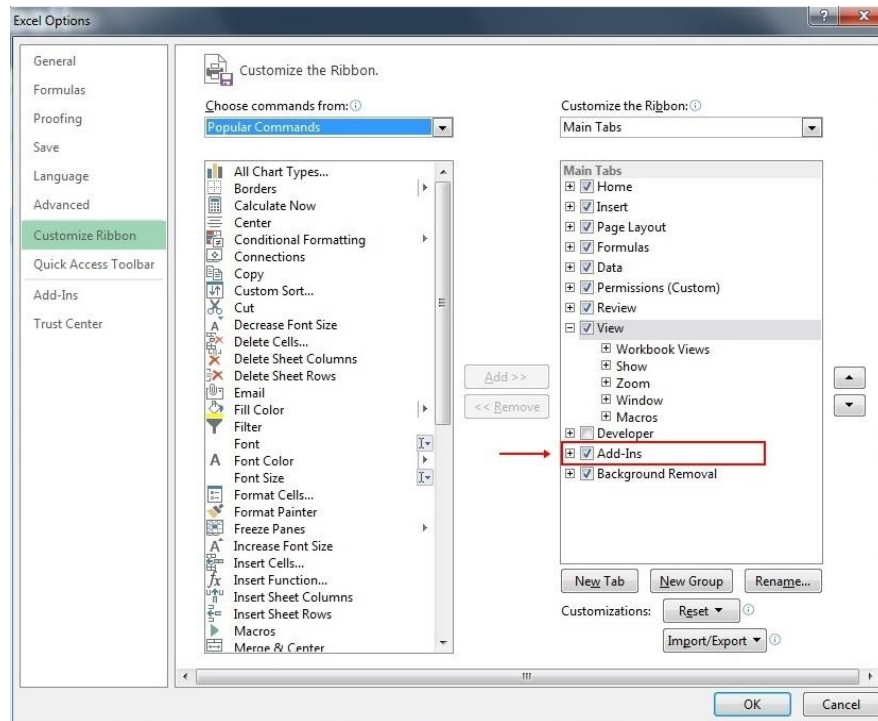 Excel Options
General
Formulas
Proofing
Save
Language
Advanced
Customize Ribbon
Quick Access Toolbar
Add-Ins
Trust Center
Customize the Ribbon.
Choose commands from:
Popular Commands
All Chart Types...
Borders
Calculate Now
Center
Conditional Formatting
Connections
Copy
Custom Sort...
Cut
Decrease Font Size
Delete Cells...
Delete Sheet Columns
Delete Sheet Rows
Email
Fill Color
Filter
Font
Font Color
Font Size
Format Cells...
Format Painter
Freeze Panes
Increase Font Size
Insert Cells...
Insert Function...
Insert Sheet Columns
Insert Sheet Rows
Macros
Merge & Center
Add >>
<< Remove
Customize the Ribbon:
Main Tabs
Main Tabs
Home
Insert
Page Layout
Formulas
Data
Permissions (Custom)
Review
View
Workbook Views
Show
Zoom
Window
Macros
Developer
Add-Ins
Background Removal
New Tab
New Group
Rename...
Customizations:
Reset
Import/Export
OK
Cancel